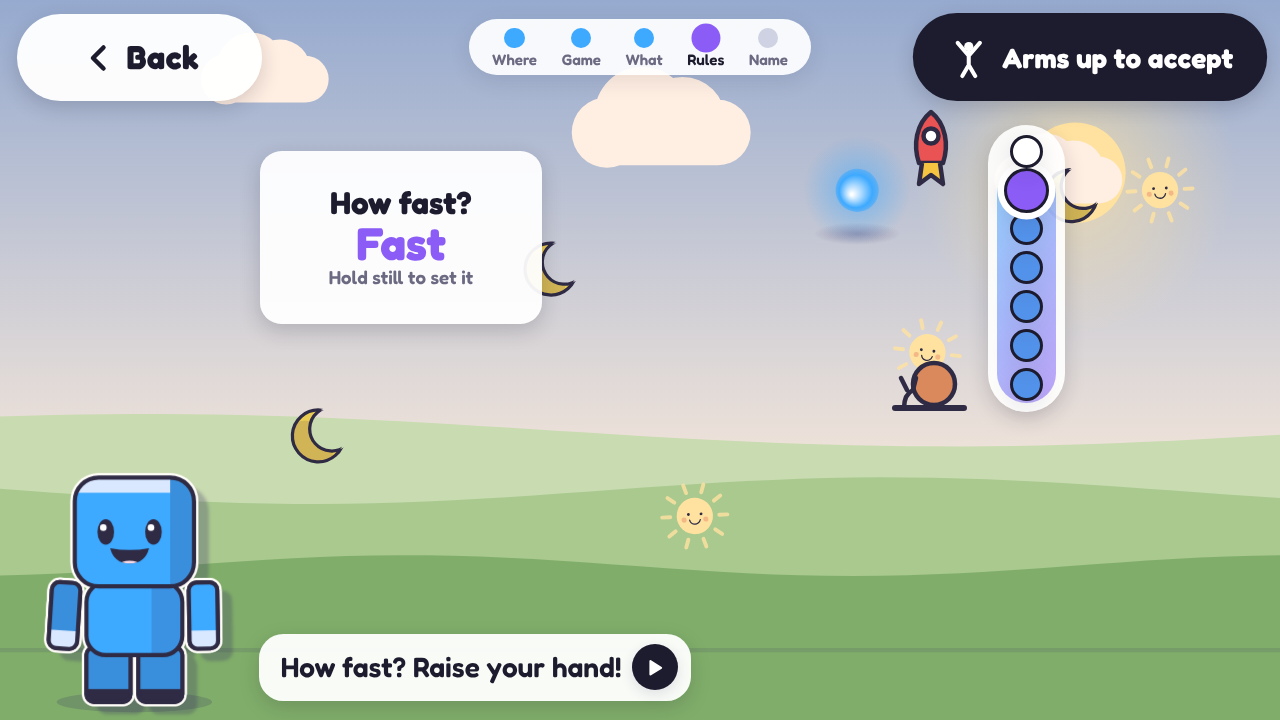 Back
Where Game What Rules Name
Arms up to accept
How fast?
Fast
Hold still to set it
How fast? Raise your hand!